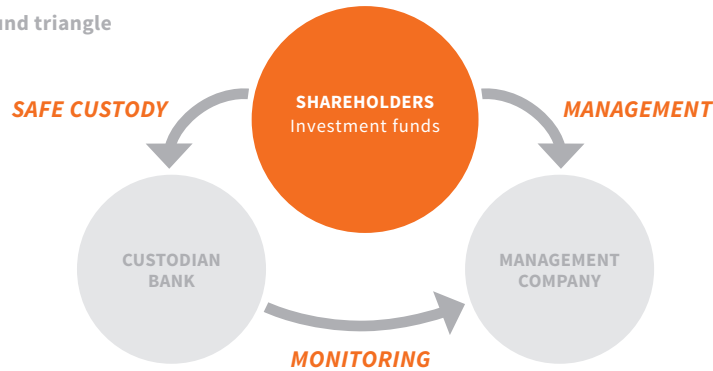 und triangle
SHAREHOLDERS
Investment funds
SAFE CUSTODY
MANAGEMENT
CUSTODIAN
BANK
MANAGEMENT
COMPANY
MONITORING